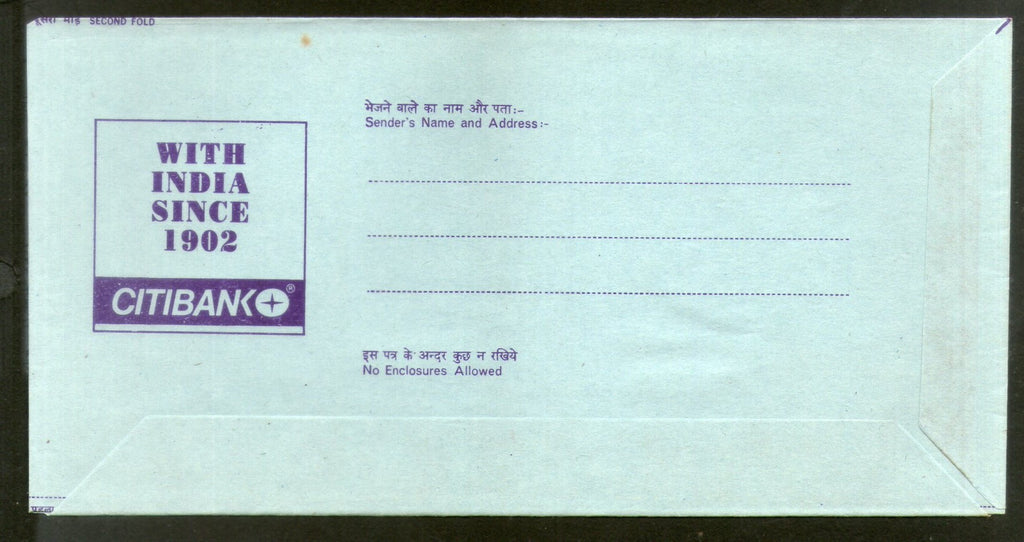 दूसरा मोड़ SECOND FOLD
भेजने वाले का नाम और पता:-
Sender's Name and Address:-
WITH
INDIA
SINCE
1902
CITIBANK®
इस पत्र के अन्दर कुछ न रखिये
No Enclosures Allowed